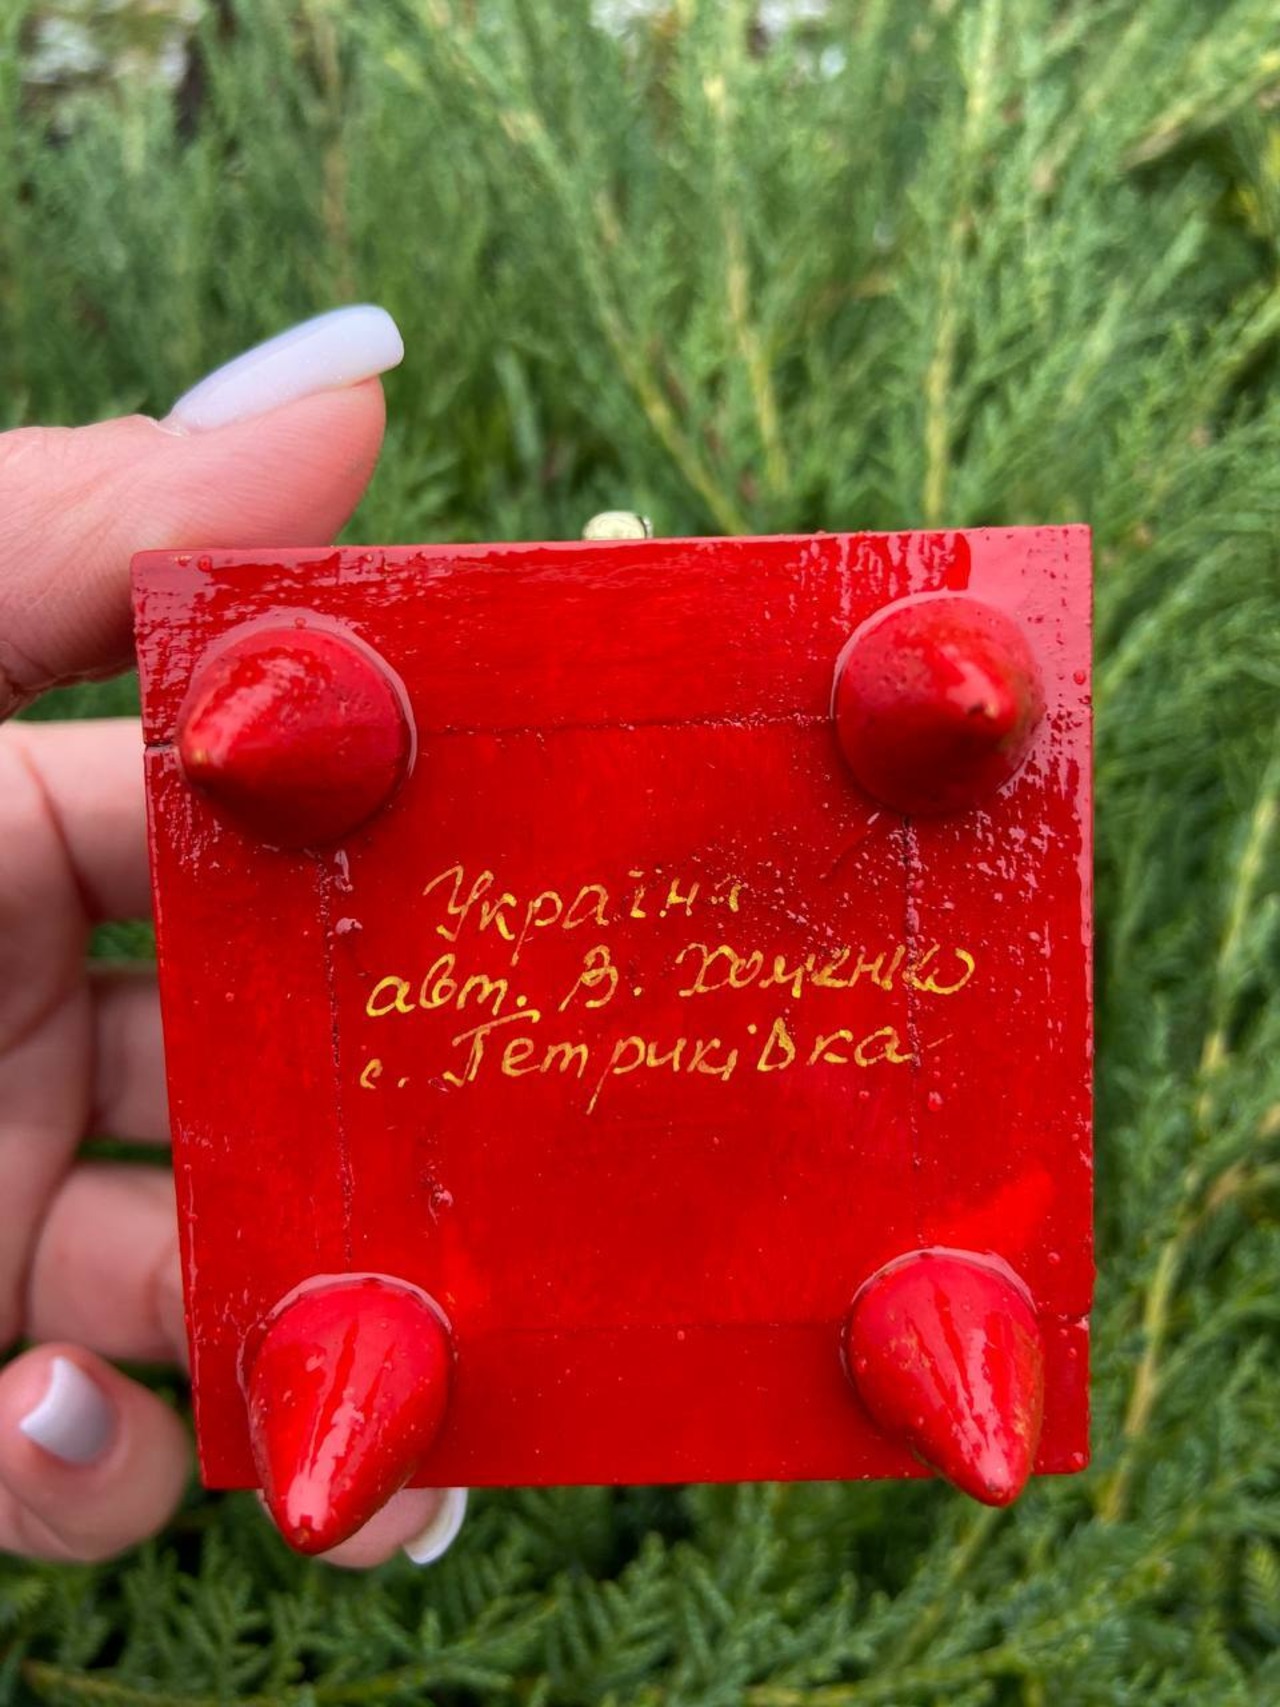 Україна
авт. В. Хоменко
с. Петриківка